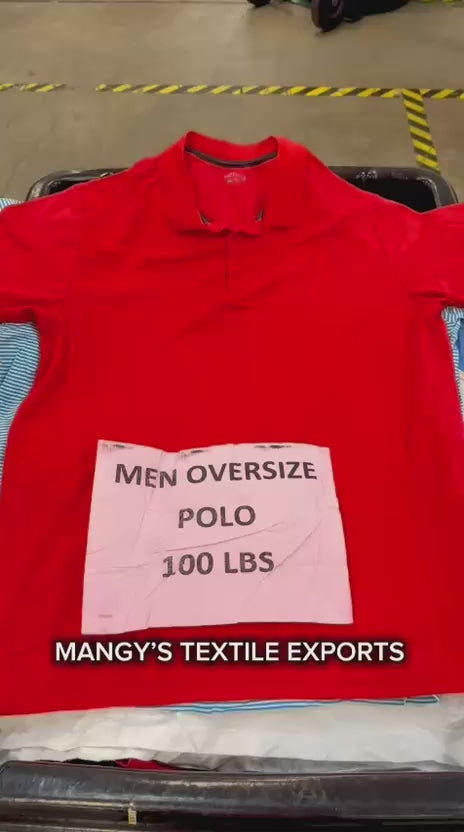 MEN OVERSIZE
POLO
100 LBS
MANGY'S TEXTILE EXPORTS